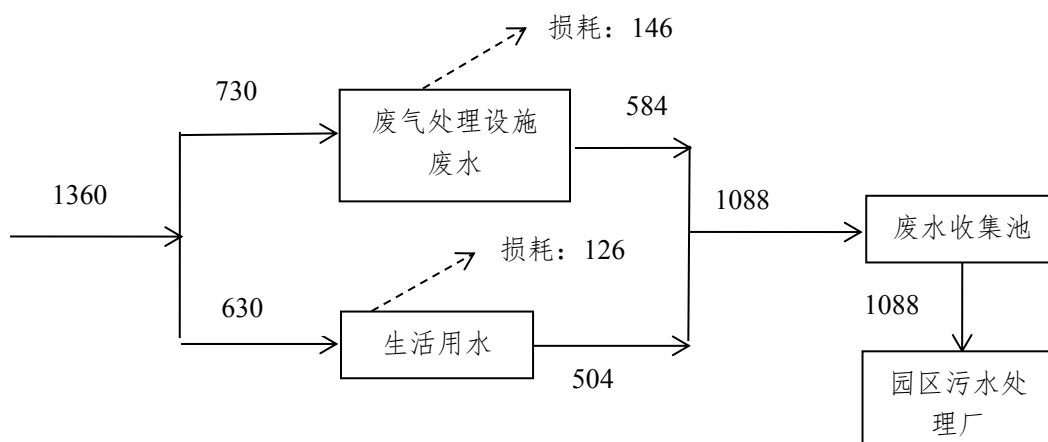 损耗：146
730
废气处理设施
废水
584
1360
1088
废水收集池
损耗：126
630
生活用水
504
1088
园区污水处
理厂